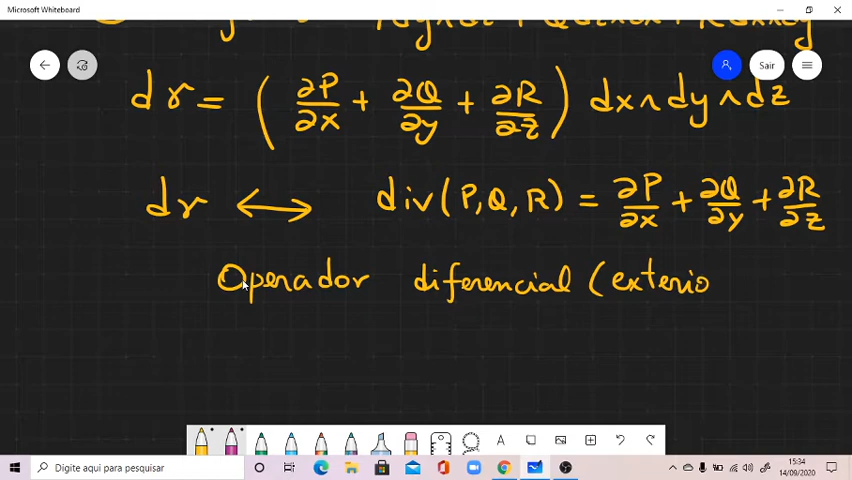 Microsoft Whiteboard
Sair
dγ = (∂P/∂x + ∂Q/∂y + ∂R/∂z) dx∧dy∧dz
dγ ⟷ div(P,Q,R) = ∂P/∂x + ∂Q/∂y + ∂R/∂z
Operador diferencial (exterio
A
Digite aqui para pesquisar
15:34
14/09/2020